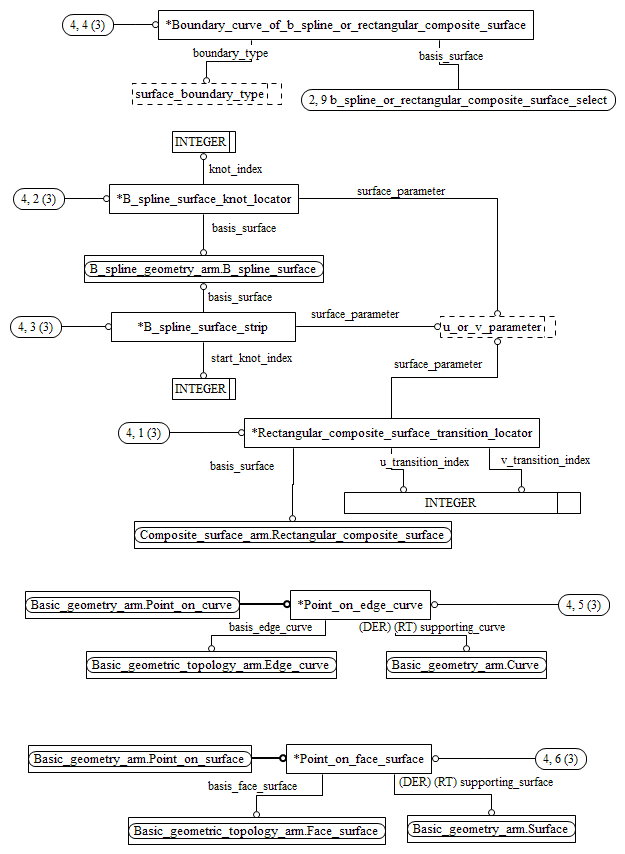 4, 4 (3)
*Boundary_curve_of_b_spline_or_rectangular_composite_surface
boundary_type
basis_surface
surface_boundary_type
2, 9 b_spline_or_rectangular_composite_surface_select
INTEGER
knot_index
4, 2 (3)
*B_spline_surface_knot_locator
surface_parameter
basis_surface
B_spline_geometry_arm.B_spline_surface
basis_surface
4, 3 (3)
*B_spline_surface_strip
surface_parameter
u_or_v_parameter
start_knot_index
surface_parameter
INTEGER
4, 1 (3)
*Rectangular_composite_surface_transition_locator
basis_surface
u_transition_index
v_transition_index
INTEGER
Composite_surface_arm.Rectangular_composite_surface
Basic_geometry_arm.Point_on_curve
*Point_on_edge_curve
4, 5 (3)
basis_edge_curve
(DER) (RT) supporting_curve
Basic_geometric_topology_arm.Edge_curve
Basic_geometry_arm.Curve
Basic_geometry_arm.Point_on_surface
*Point_on_face_surface
4, 6 (3)
basis_face_surface
(DER) (RT) supporting_surface
Basic_geometric_topology_arm.Face_surface
Basic_geometry_arm.Surface